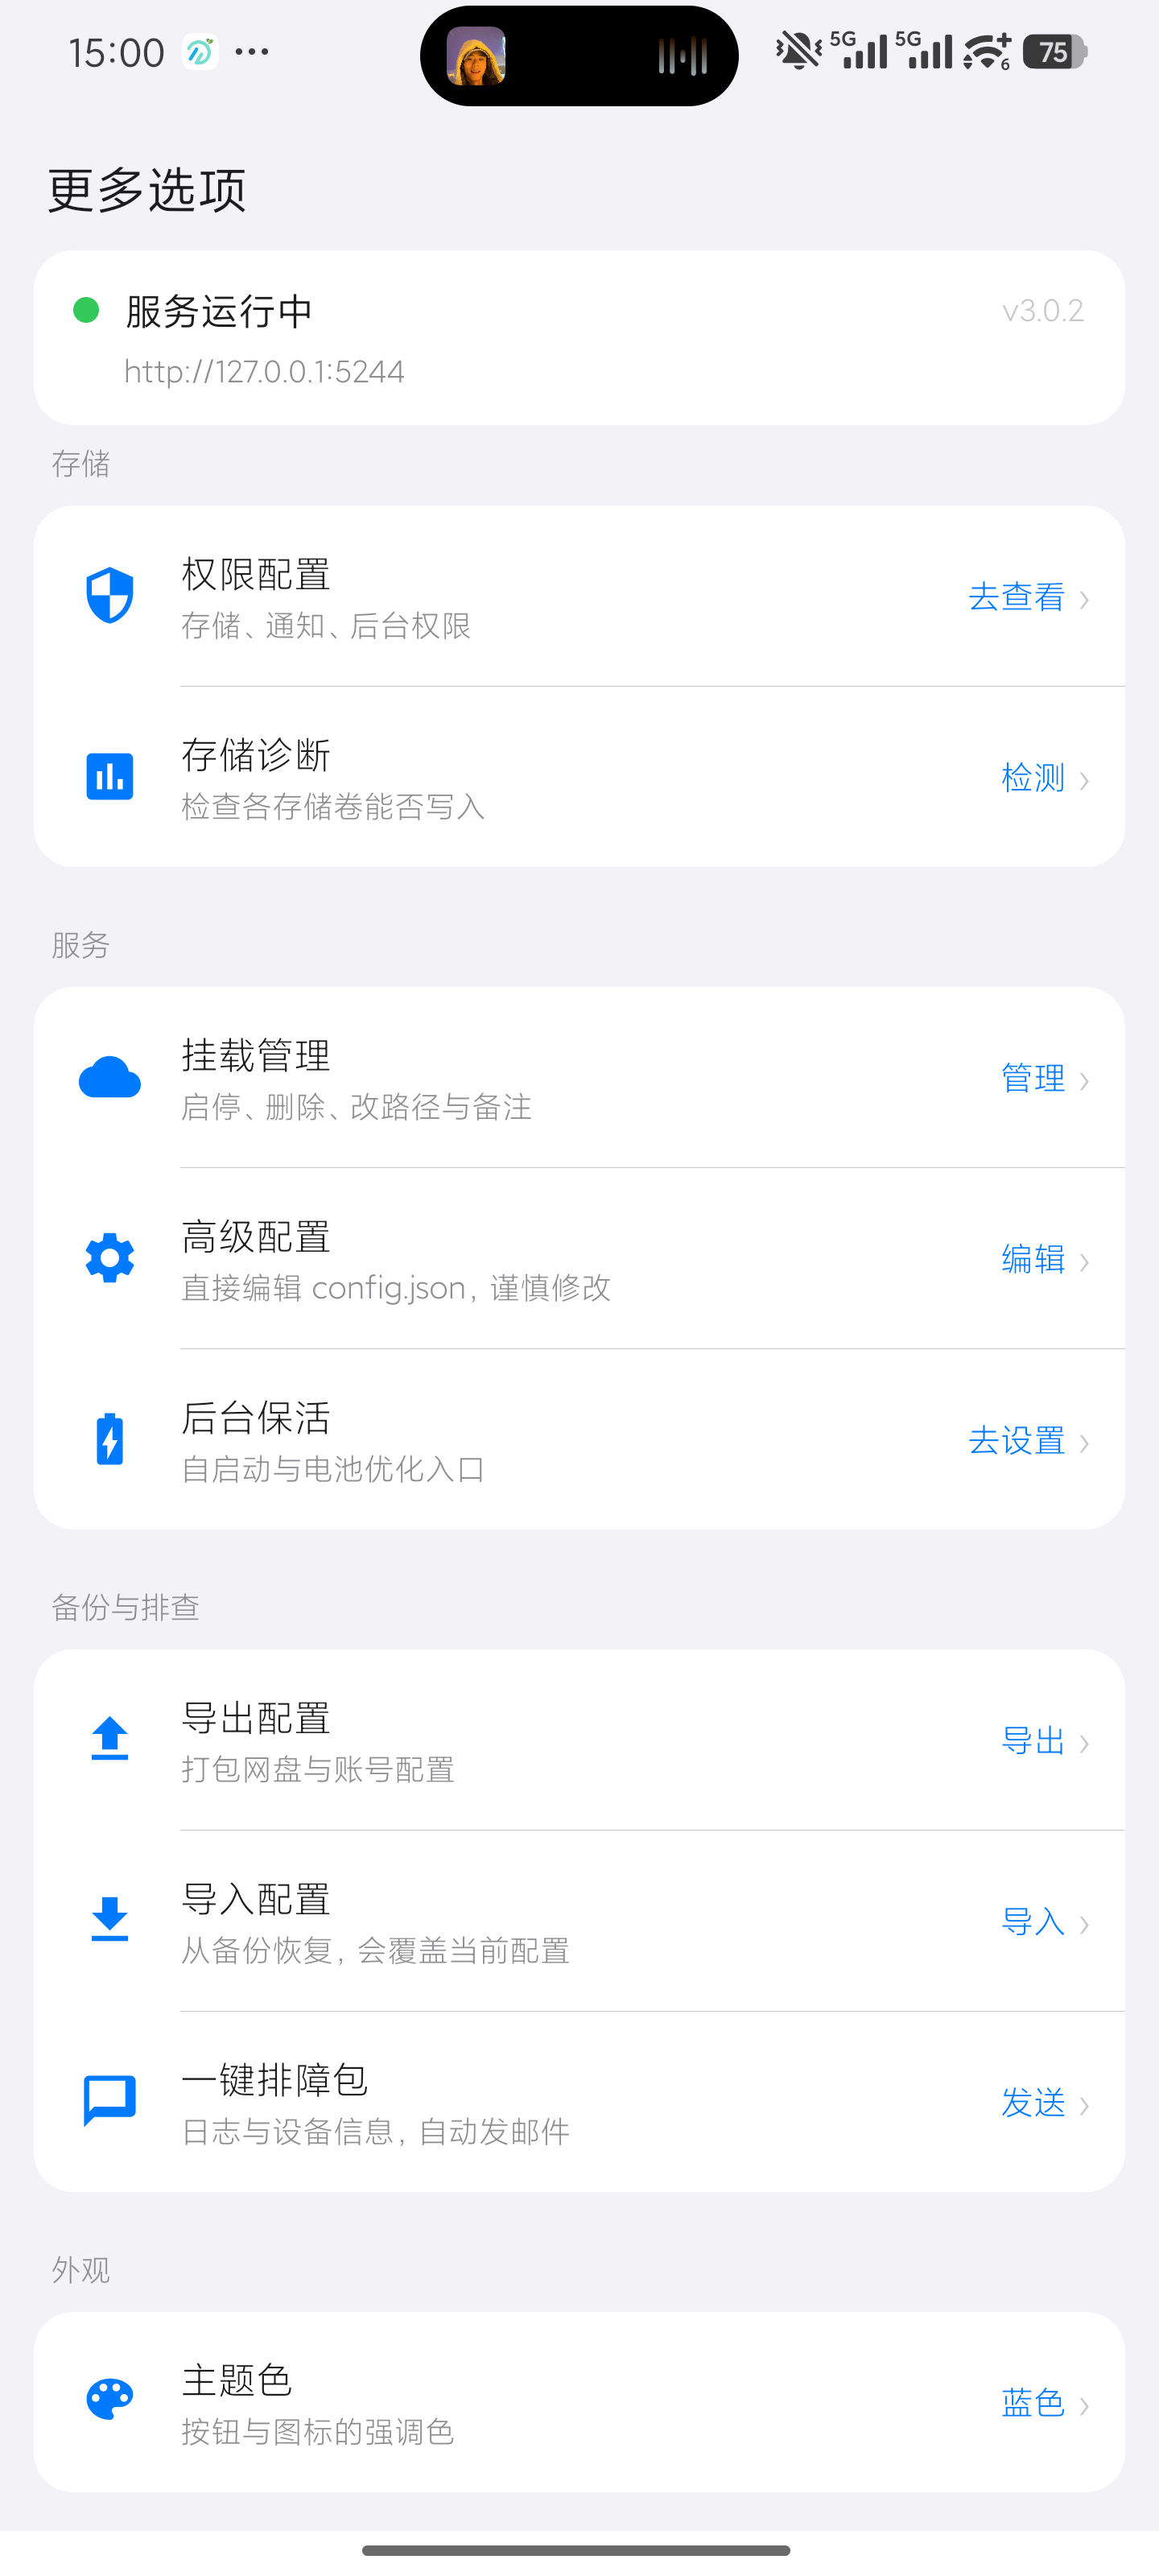 15:00
5G
5G
6
75
更多选项
服务运行中
v3.0.2
http://127.0.0.1:5244
存储
权限配置
去查看
存储、通知、后台权限
存储诊断
检测
检查各存储卷能否写入
服务
挂载管理
管理
启停、删除、改路径与备注
高级配置
编辑
直接编辑 config.json，谨慎修改
后台保活
去设置
自启动与电池优化入口
备份与排查
导出配置
导出
打包网盘与账号配置
导入配置
导入
从备份恢复，会覆盖当前配置
一键排障包
发送
日志与设备信息，自动发邮件
外观
主题色
蓝色
按钮与图标的强调色